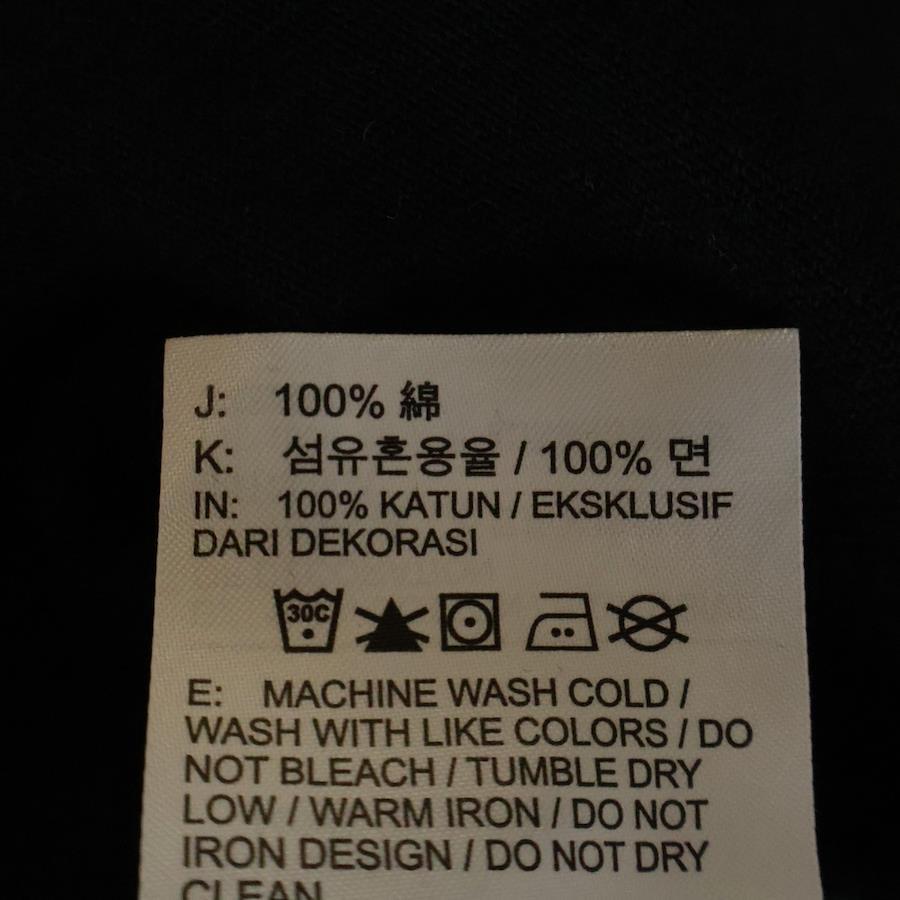 J: 100% 綿
K: 섬유혼용율 / 100% 면
IN: 100% KATUN / EKSKLUSIF
DARI DEKORASI
30C
E: MACHINE WASH COLD /
WASH WITH LIKE COLORS / DO
NOT BLEACH / TUMBLE DRY
LOW / WARM IRON / DO NOT
IRON DESIGN / DO NOT DRY
CLEAN